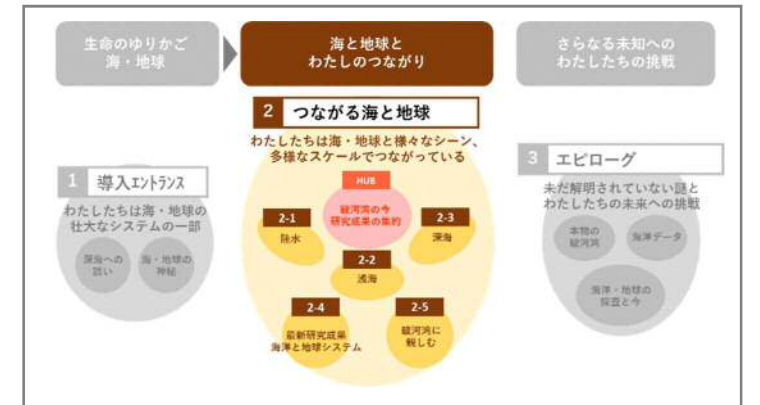 生命のゆりかご
海・地球
海と地球と
わたしのつながり
さらなる未知への
わたしたちの挑戦
1 導入エントランス
わたしたちは海・地球の
壮大なシステムの一部
深海への
誘い
海・地球の
神秘
2 つながる海と地球
わたしたちは海・地球と様々なシーン、
多様なスケールでつながっている
HUB
駿河湾の今
研究成果の集約
2-1
陸水
2-3
深海
2-2
浅海
2-4
最新研究成果
海洋と地球システム
2-5
駿河湾に
親しむ
3 エピローグ
未だ解明されていない謎と
わたしたちの未来への挑戦
本物の
駿河湾
海洋データ
海洋・地球の
探査と今